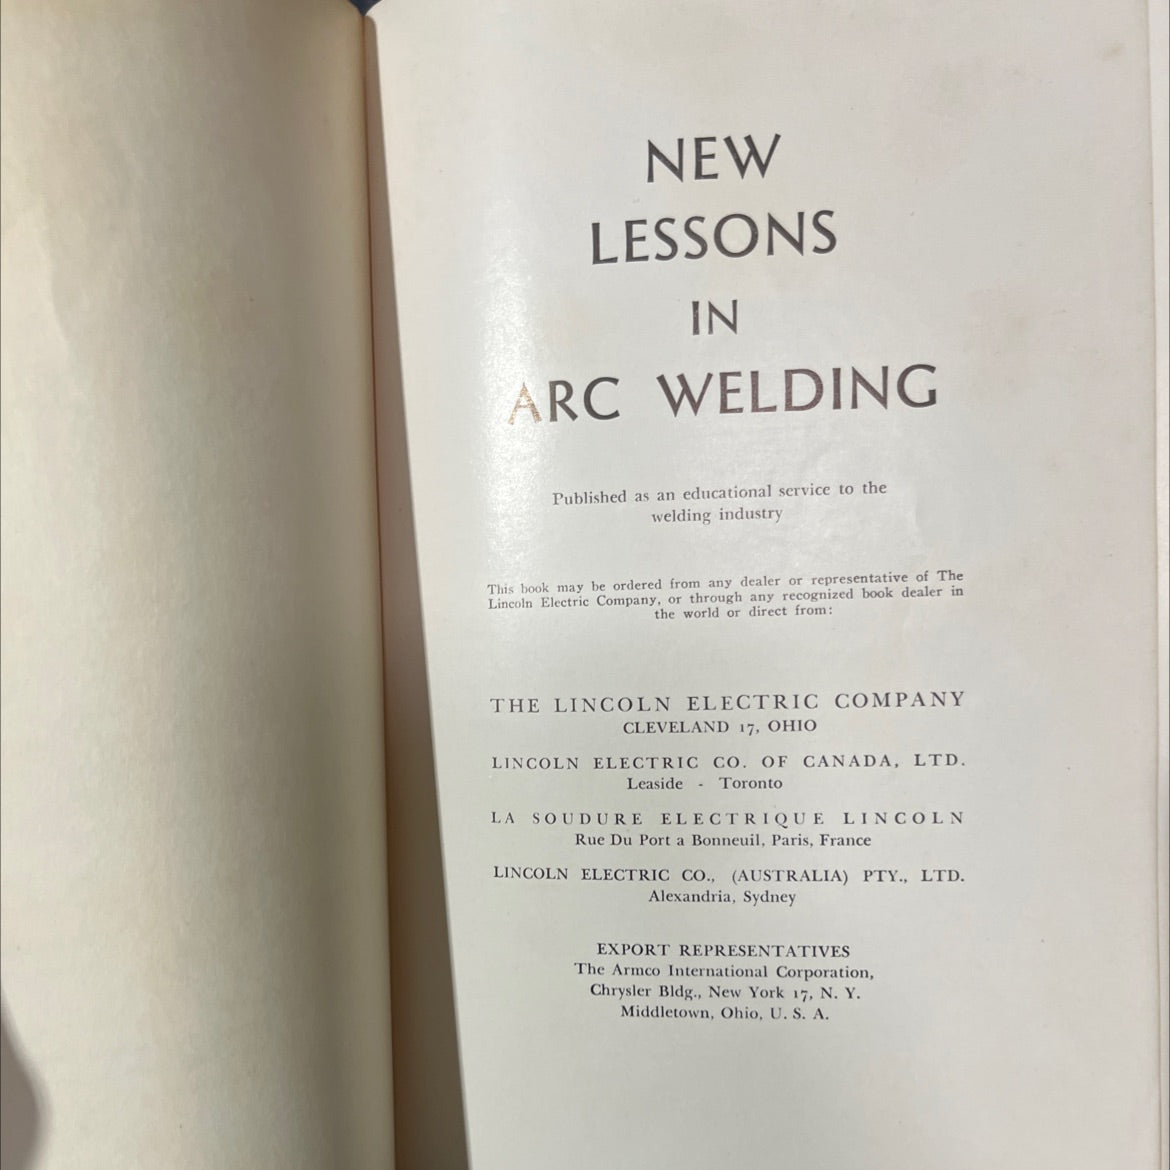 NEW
LESSONS
IN
ARC WELDING
Published as an educational service to the
welding industry
This book may be ordered from any dealer or representative of The
Lincoln Electric Company, or through any recognized book dealer in
the world or direct from:
THE LINCOLN ELECTRIC COMPANY
CLEVELAND 17, OHIO
LINCOLN ELECTRIC CO. OF CANADA, LTD.
Leaside - Toronto
LA SOUDURE ELECTRIQUE LINCOLN
Rue Du Port a Bonneuil, Paris, France
LINCOLN ELECTRIC CO., (AUSTRALIA) PTY., LTD.
Alexandria, Sydney
EXPORT REPRESENTATIVES
The Armco International Corporation,
Chrysler Bldg., New York 17, N. Y.
Middletown, Ohio, U. S. A.